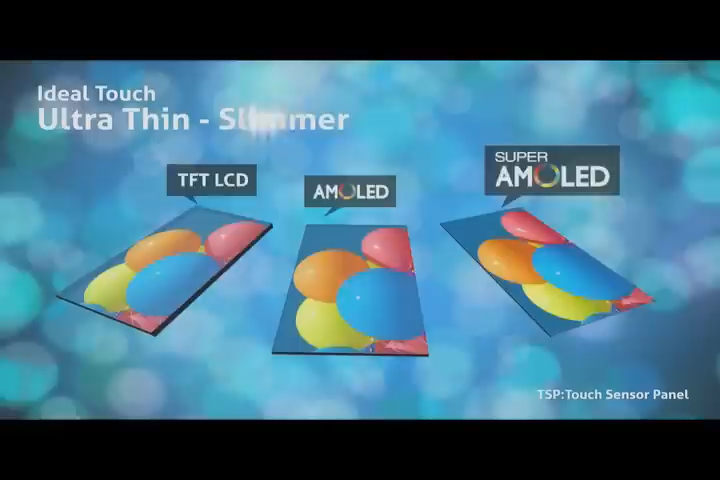 Ideal Touch
Ultra Thin - Slimmer
TFT LCD
AMOLED
SUPER
AMOLED
TSP:Touch Sensor Panel